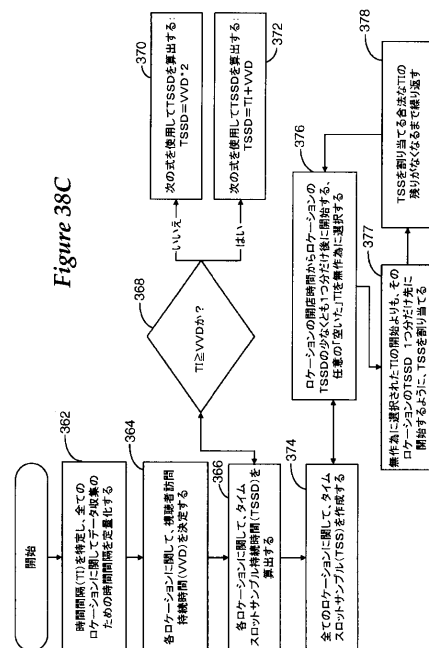 Figure 38C
開始
362
時間間隔(TI)を特定し、全ての
ロケーションに関してデータ収集の
ための時間間隔を定量化する
364
各ロケーションに関して、視聴者訪問
持続時間(VVD)を決定する
366
各ロケーションに関して、タイム
スロットサンプル持続時間(TSSD)を
算出する
368
TI≧VVDか?
いいえ
はい
370
次の式を使用してTSSDを算出する:
TSSD=VVD*2
372
次の式を使用してTSSDを算出する:
TSSD=TI+VVD
374
全てのロケーションに関して、タイム
スロットサンプル(TSS)を作成する
376
ロケーションの開店時間からロケーションの
TSSDの少なくとも1つ分だけ後に開始する、
任意の「空いた」TIを無作為に選択する
377
無作為に選択されたTIの開始よりも、その
ロケーションのTSSD 1つ分だけ先に
開始するように、TSSを割り当てる
378
TSSを割り当てる合法なTIの
残りがなくなるまで繰り返す